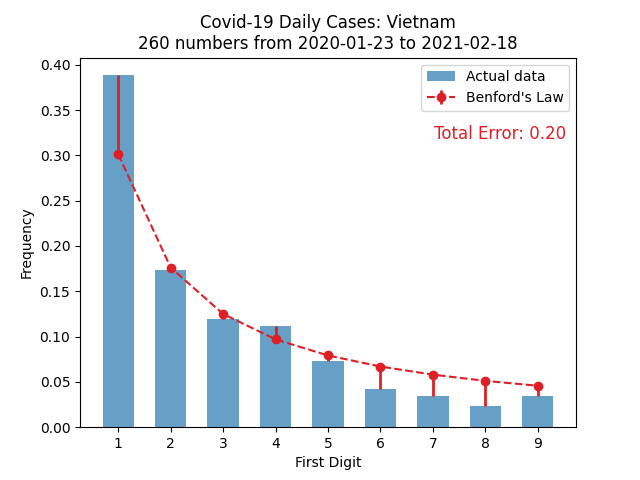 Covid-19 Daily Cases: Vietnam
260 numbers from 2020-01-23 to 2021-02-18
Actual data
Benford's Law
Total Error: 0.20
0.40
0.35
0.30
0.25
0.20
0.15
0.10
0.05
0.00
Frequency
1 2 3 4 5 6 7 8 9
First Digit